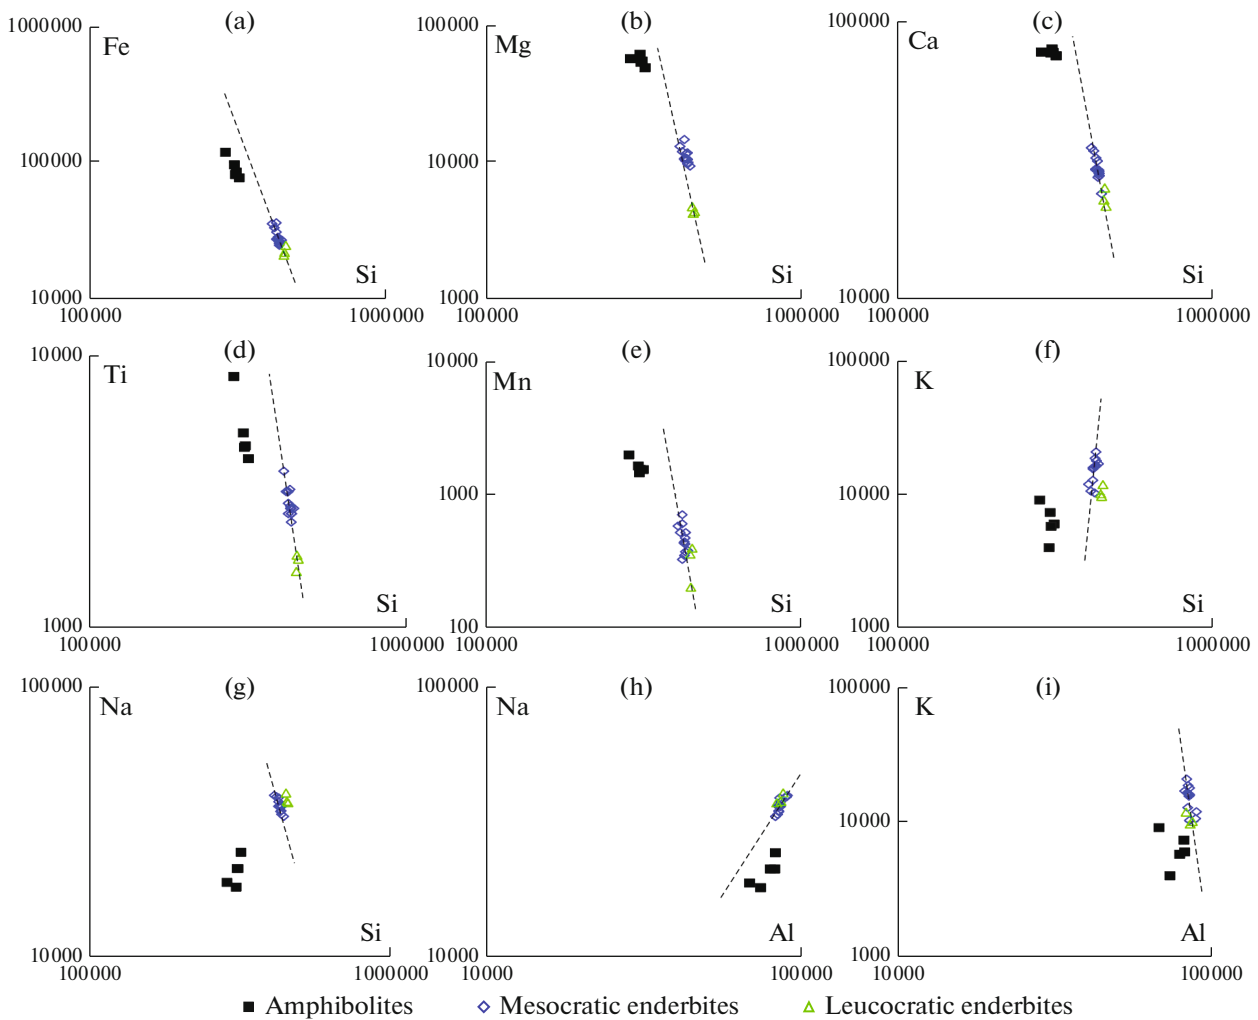 (a) (b) (c)
1000000 Fe 100000 Mg 100000 Ca
100000 10000
Si Si Si
10000 1000 10000
100000 1000000 100000 1000000 100000 1000000
(d) (e) (f)
10000 Ti 10000 Mn 100000 K
1000 10000
Si Si Si
1000 100 1000
100000 1000000 100000 1000000 100000 1000000
(g) (h) (i)
100000 Na 100000 Na 100000 K
10000
Si Al Al
10000 10000 1000
100000 1000000 10000 100000 10000 100000
Amphibolites Mesocratic enderbites Leucocratic enderbites